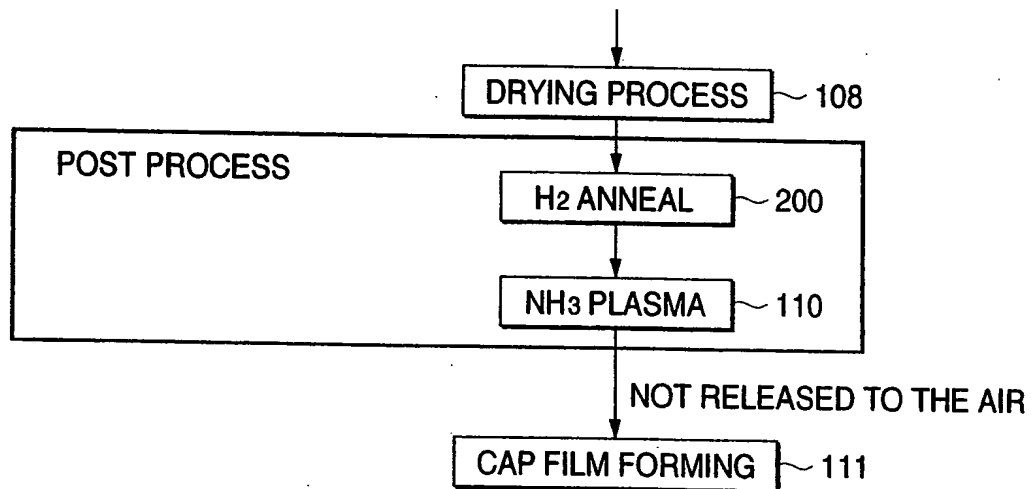 DRYING PROCESS 108
POST PROCESS
H2 ANNEAL 200
NH3 PLASMA 110
NOT RELEASED TO THE AIR
CAP FILM FORMING 111